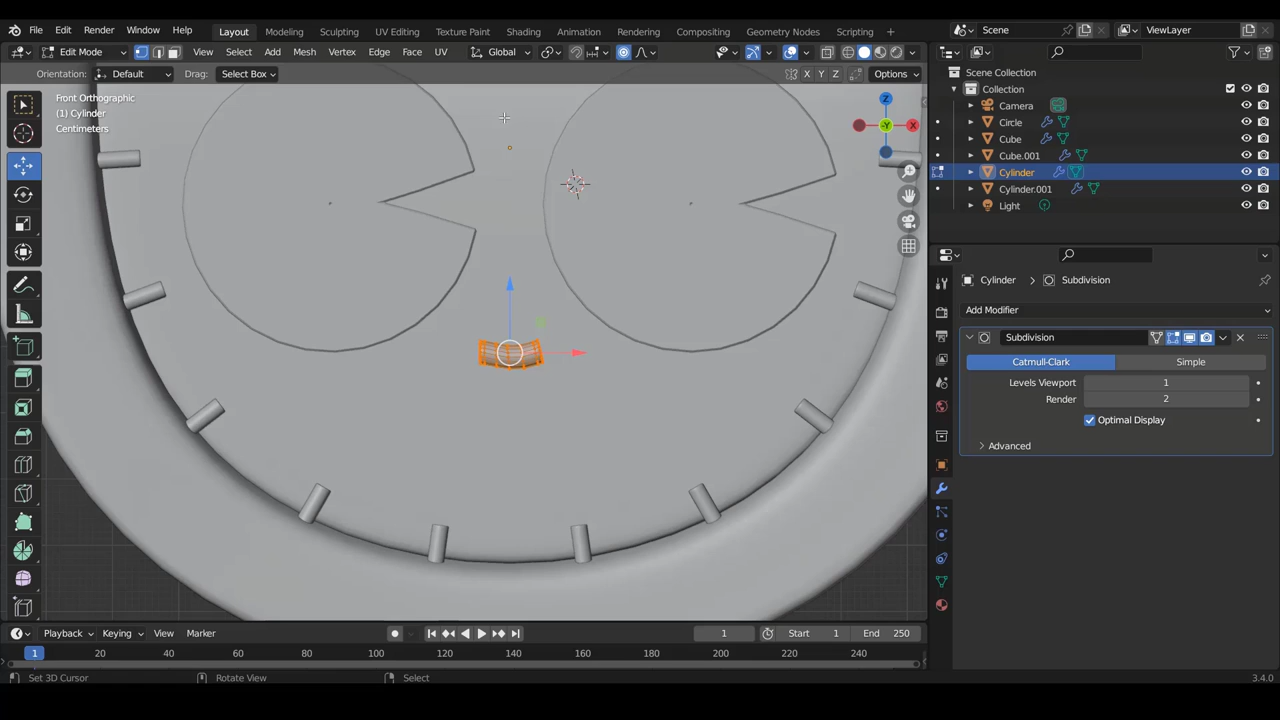 File Edit Render Window Help Layout Modeling Sculpting UV Editing Texture Paint Shading Animation Rendering Compositing Geometry Nodes Scripting Scene ViewLayer
Edit Mode View Select Add Mesh Vertex Edge Face UV Global
Orientation: Default Drag: Select Box X Y Z Options
Front Orthographic
(1) Cylinder
Centimeters
Z
-Y
X
Scene Collection
Collection
Camera
Circle
Cube
Cube.001
Cylinder
Cylinder.001
Light
Cylinder Subdivision
Add Modifier
Subdivision
Catmull-Clark Simple
Levels Viewport 1
Render 2
Optimal Display
Advanced
Playback Keying View Marker 1 Start 1 End 250
1 20 40 60 80 100 120 140 160 180 200 220 240
Set 3D Cursor Rotate View Select 3.4.0